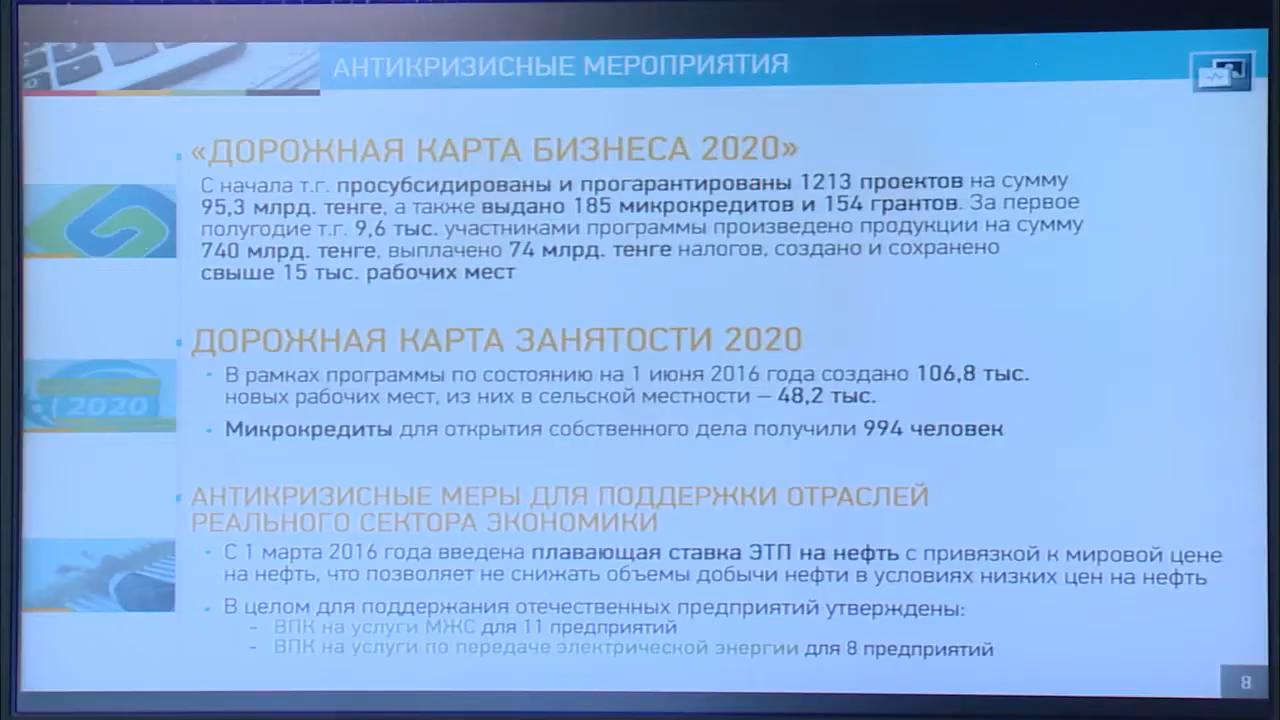 АНТИКРИЗИСНЫЕ МЕРОПРИЯТИЯ
«ДОРОЖНАЯ КАРТА БИЗНЕСА 2020»
С начала т.г. просубсидированы и прогарантированы 1213 проектов на сумму
95,3 млрд. тенге, а также выдано 185 микрокредитов и 154 грантов. За первое
полугодие т.г. 9,6 тыс. участниками программы произведено продукции на сумму
740 млрд. тенге, выплачено 74 млрд. тенге налогов, создано и сохранено
свыше 15 тыс. рабочих мест
ДОРОЖНАЯ КАРТА ЗАНЯТОСТИ 2020
2020
- В рамках программы по состоянию на 1 июня 2016 года создано 106,8 тыс.
новых рабочих мест, из них в сельской местности – 48,2 тыс.
- Микрокредиты для открытия собственного дела получили 994 человек
АНТИКРИЗИСНЫЕ МЕРЫ ДЛЯ ПОДДЕРЖКИ ОТРАСЛЕЙ
РЕАЛЬНОГО СЕКТОРА ЭКОНОМИКИ
- С 1 марта 2016 года введена плавающая ставка ЭТП на нефть с привязкой к мировой цене
на нефть, что позволяет не снижать объемы добычи нефти в условиях низких цен на нефть
- В целом для поддержания отечественных предприятий утверждены:
- ВПК на услуги МЖС для 11 предприятий
- ВПК на услуги по передаче электрической энергии для 8 предприятий
8